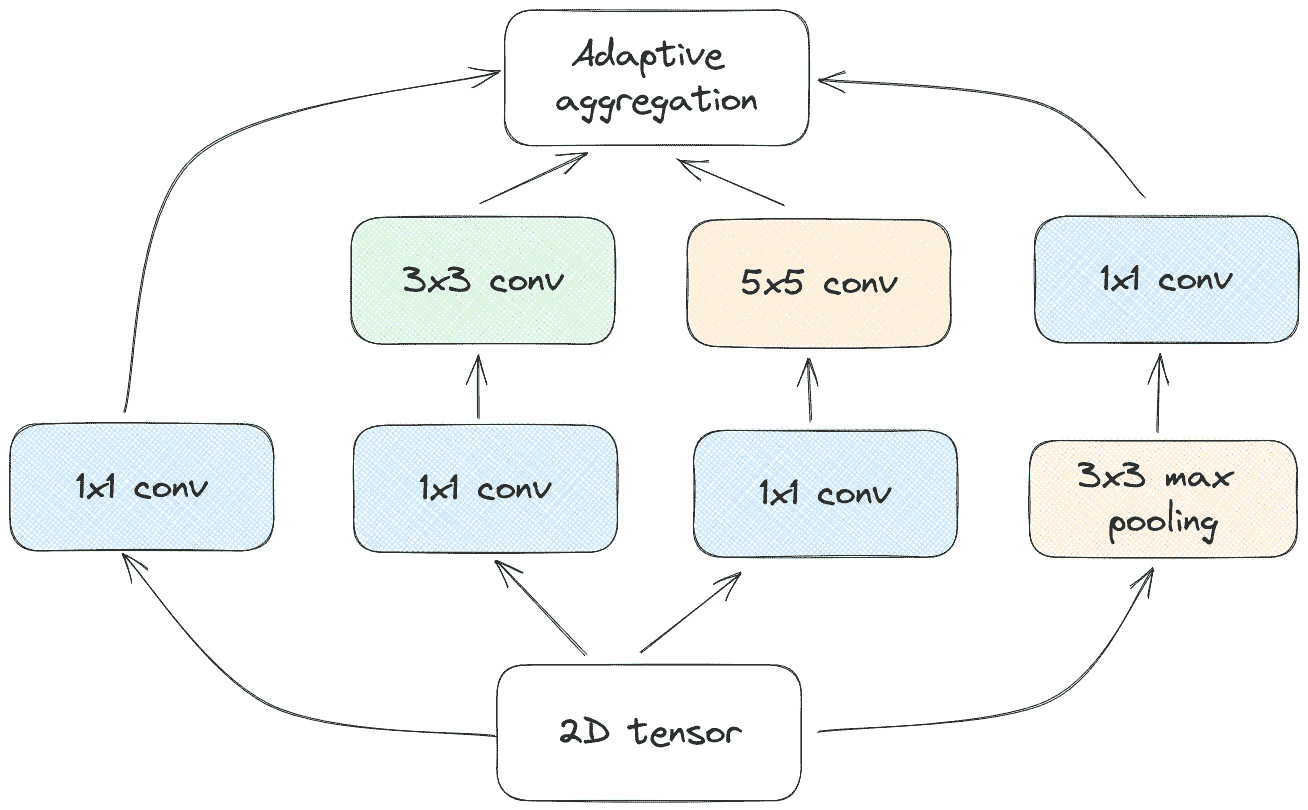 Adaptive
aggregation
3x3 conv
5x5 conv
1x1 conv
1x1 conv
1x1 conv
1x1 conv
3x3 max
pooling
2D tensor